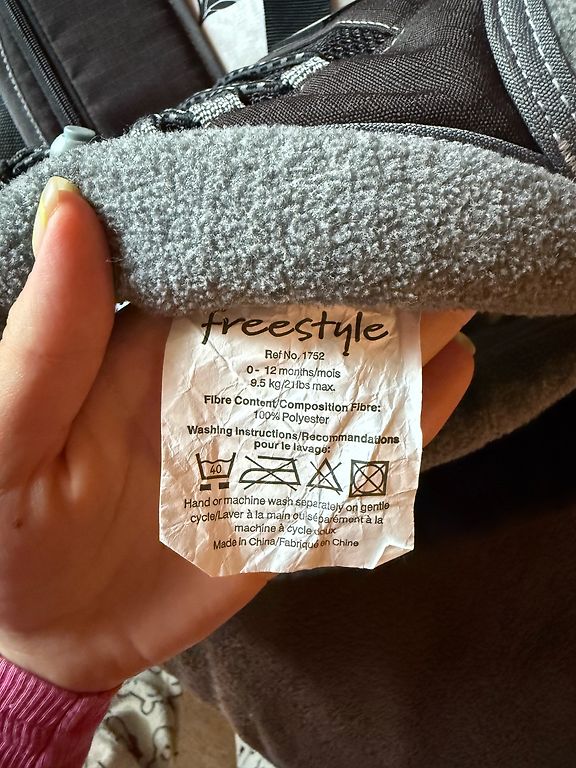 freestyle
Ref No. 1752
0 - 12 months/mois
9.5 kg/21lbs max.
Fibre Content/Composition Fibre:
100% Polyester
Washing Instructions/Recommandations
pour le lavage:
40
Hand or machine wash separately on gentle
cycle/Laver à la main ou séparément à la
machine à cycle doux
Made in China/Fabriqué en Chine